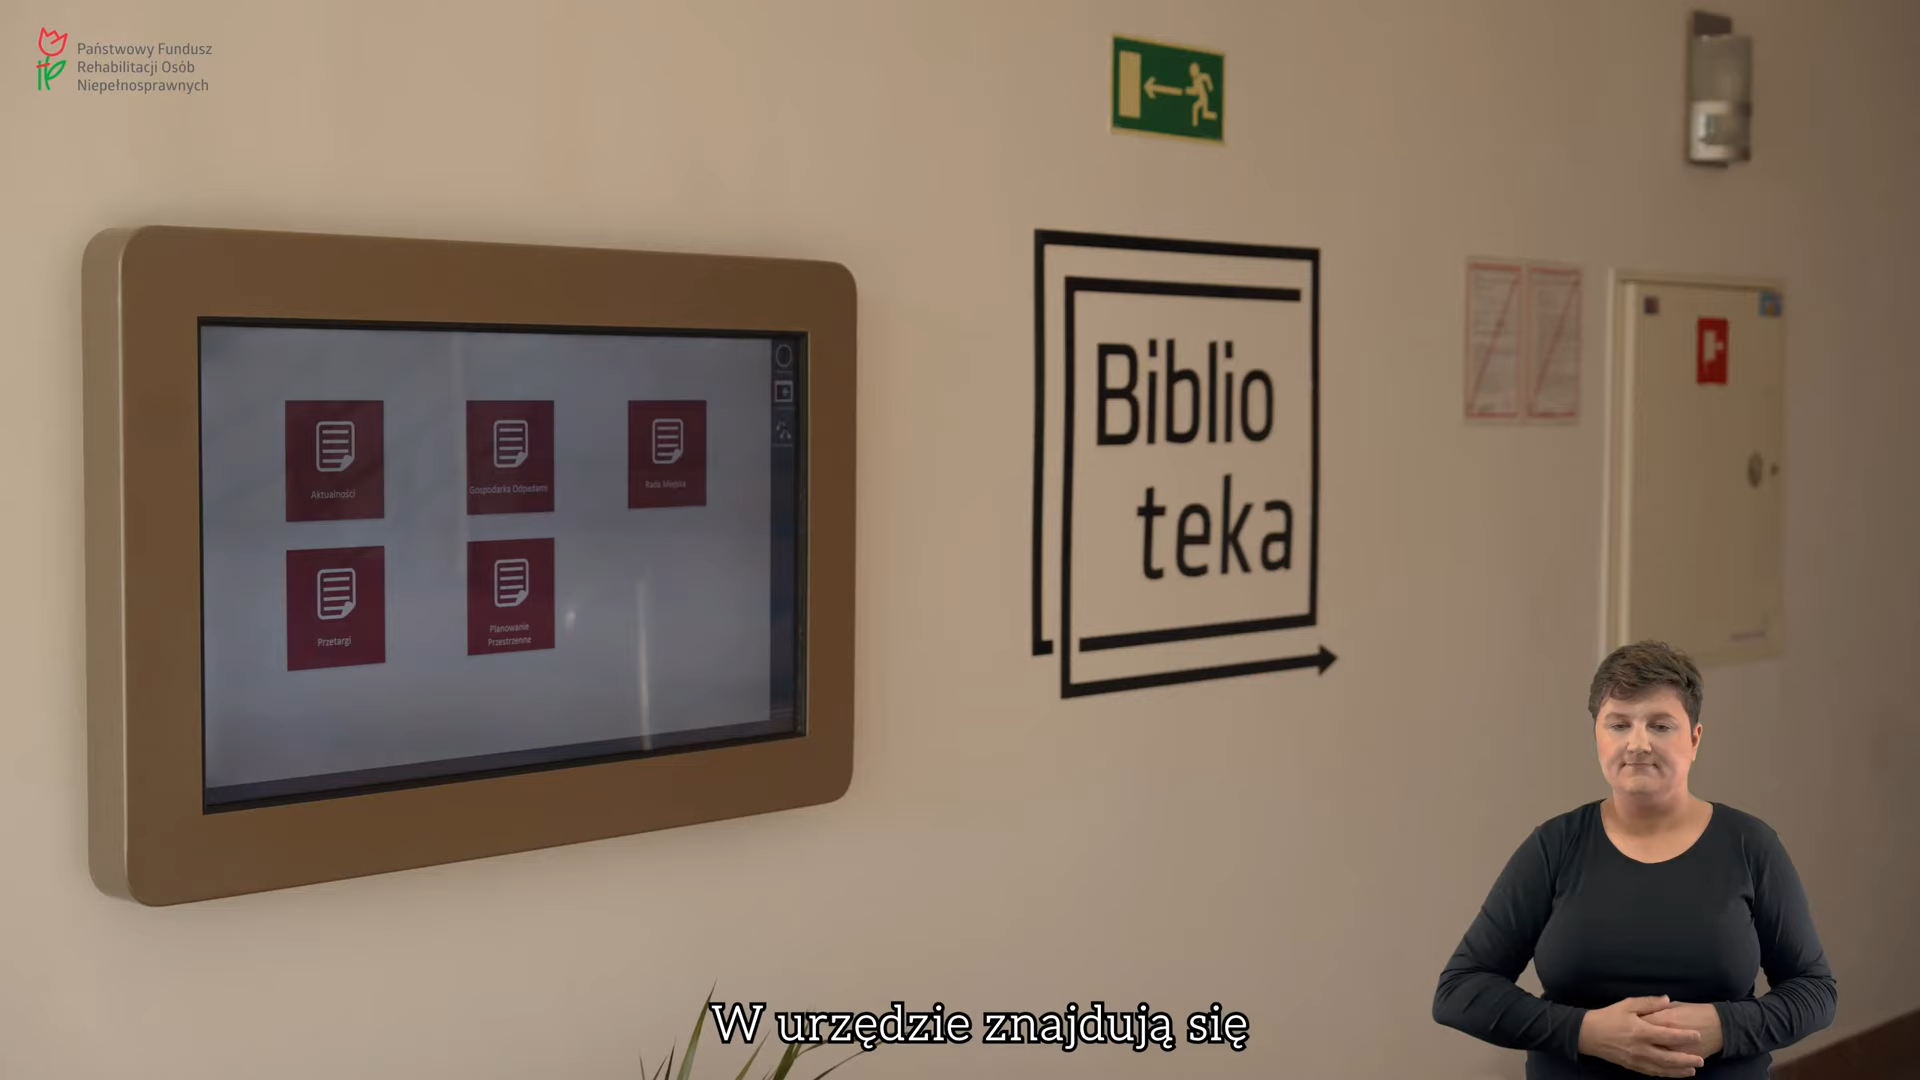 Państwowy Fundusz
Rehabilitacji Osób
Niepełnosprawnych
Aktualności
Gospodarka Odpadami
Rada Miejska
Przetargi
Planowanie
Przestrzenne
Biblio
teka
W urzędzie znajdują się